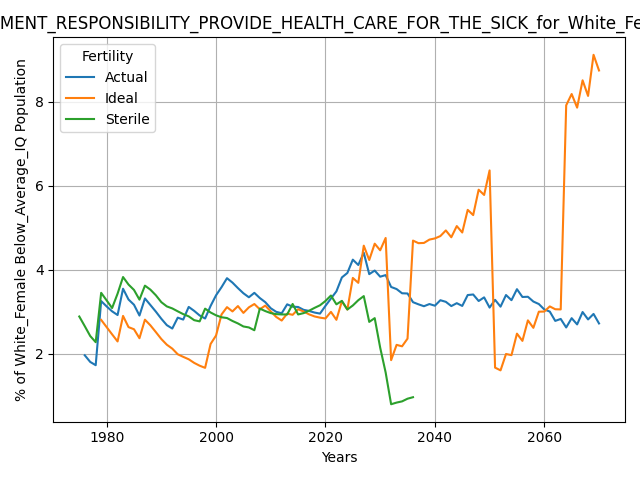 MENT_RESPONSIBILITY_PROVIDE_HEALTH_CARE_FOR_THE_SICK_for_White_Fe
Fertility
Actual
Ideal
Sterile
% of White_Female Below_Average_IQ Population
8
6
4
2
1980 2000 2020 2040 2060
Years